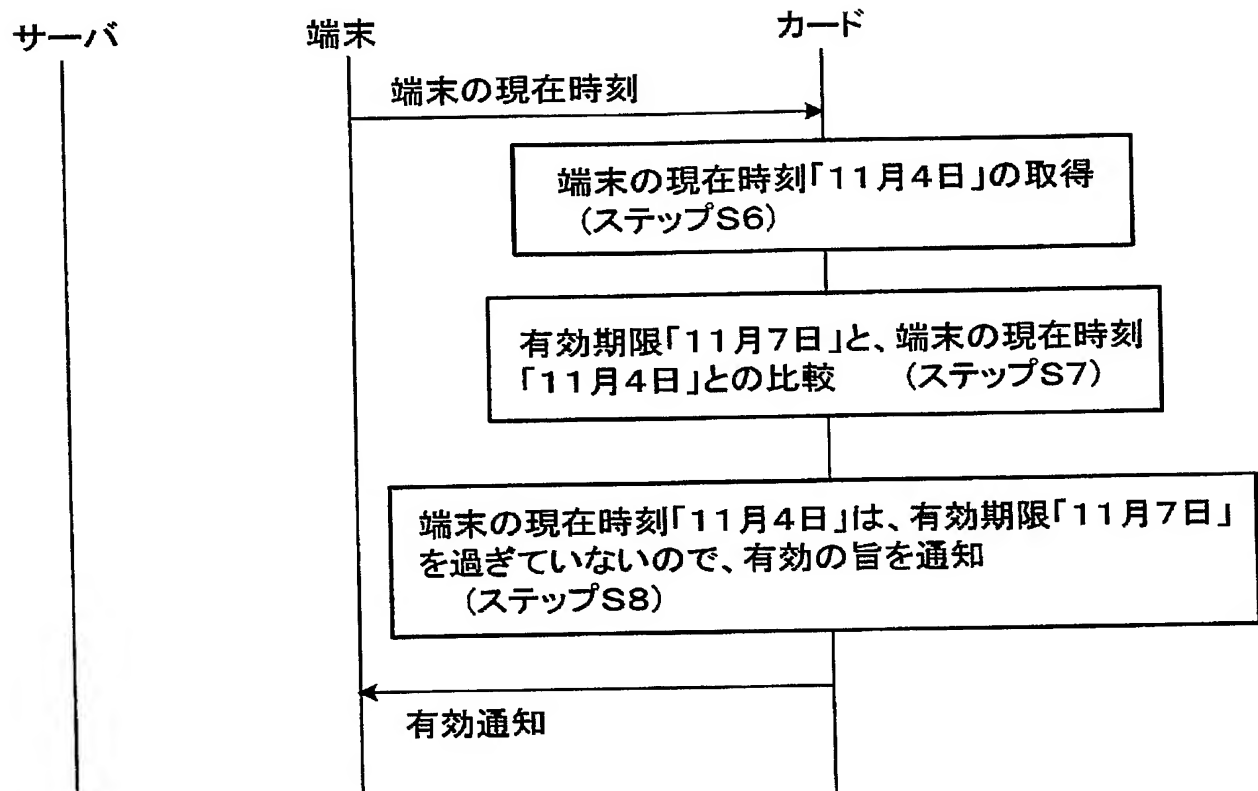 サーバ
端末
カード
端末の現在時刻
端末の現在時刻「11月4日」の取得
(ステップS6)
有効期限「11月7日」と、端末の現在時刻
「11月4日」との比較 (ステップS7)
端末の現在時刻「11月4日」は、有効期限「11月7日」
を過ぎていないので、有効の旨を通知
(ステップS8)
有効通知